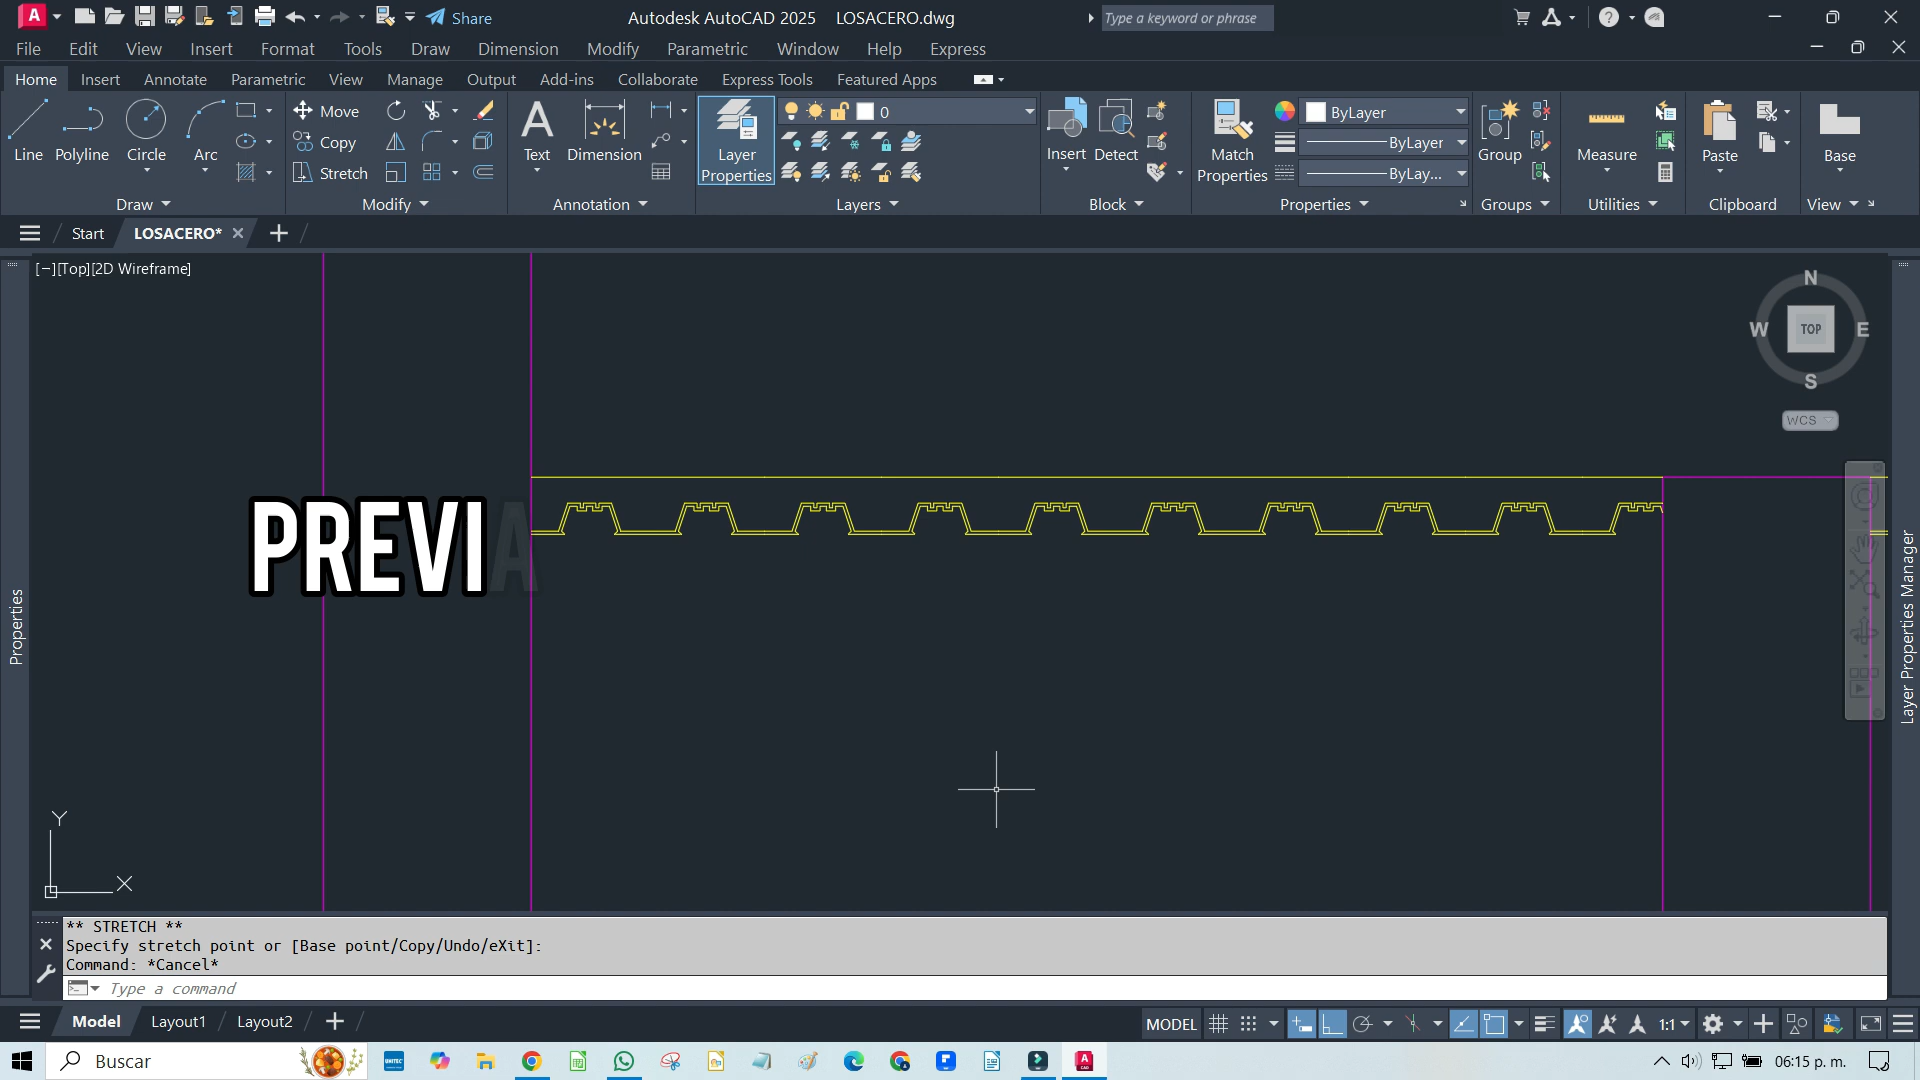 Share
Autodesk AutoCAD 2025 LOSACERO.dwg
Type a keyword or phrase
File Edit View Insert Format Tools Draw Dimension Modify Parametric Window Help Express
Home Insert Annotate Parametric View Manage Output Add-ins Collaborate Express Tools Featured Apps
Line Polyline Circle Arc
Move
Copy
Stretch
Text Dimension
Layer Properties
0
Insert Detect
Match Properties
ByLayer
ByLayer
ByLay...
Group
Measure
Paste
Base
Draw Modify Annotation Layers Block Properties Groups Utilities Clipboard View
Start LOSACERO*
[−][Top][2D Wireframe]
N
W TOP E
S
WCS
PREVIA
Properties
Layer Properties Manager
Y
X
** STRETCH **
Specify stretch point or [Base point/Copy/Undo/eXit]:
Command: *Cancel*
Type a command
Model Layout1 Layout2
MODEL
1:1
Buscar
UNITEC
06:15 p. m.